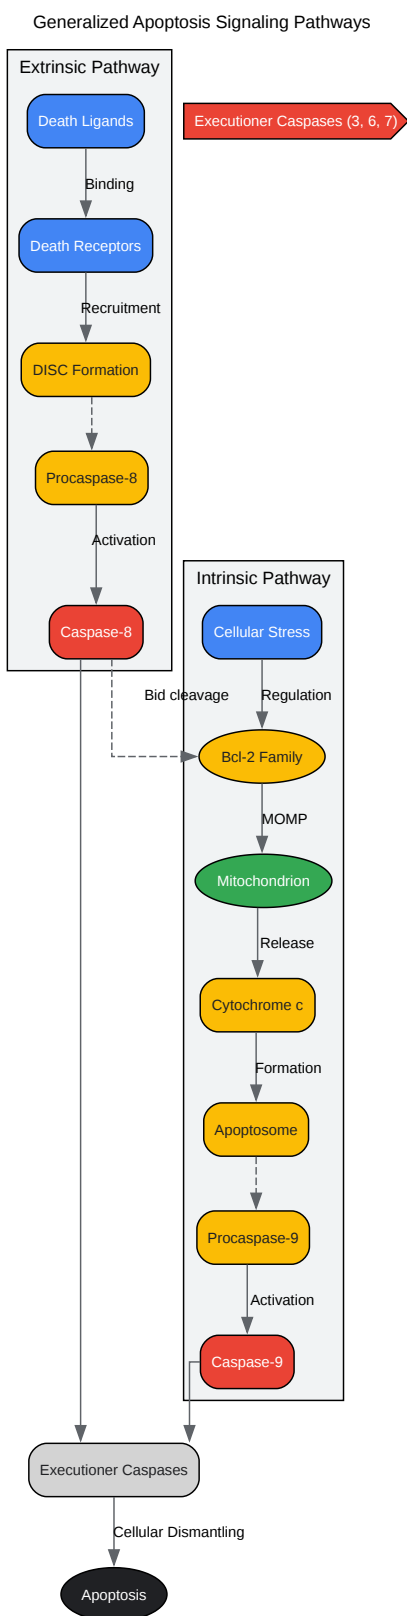 Generalized Apoptosis Signaling Pathways
Extrinsic Pathway
Death Ligands
Executioner Caspases (3, 6, 7)
Binding
Death Receptors
Recruitment
DISC Formation
Procaspase-8
Activation
Caspase-8
Intrinsic Pathway
Cellular Stress
Bid cleavage
Regulation
Bcl-2 Family
MOMP
Mitochondrion
Release
Cytochrome c
Formation
Apoptosome
Procaspase-9
Activation
Caspase-9
Executioner Caspases
Cellular Dismantling
Apoptosis